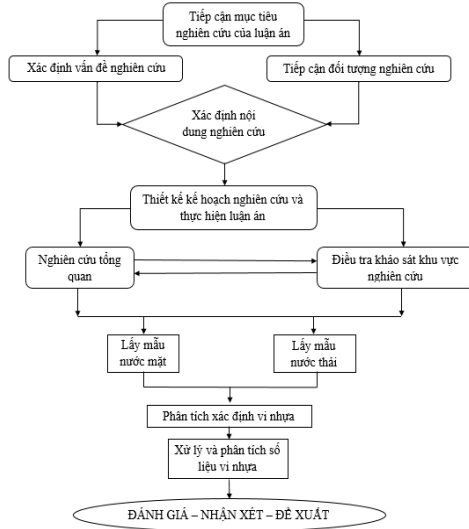 Tiếp cận mục tiêu
nghiên cứu của luận án
Xác định vấn đề nghiên cứu
Tiếp cận đối tượng nghiên cứu
Xác định nội
dung nghiên cứu
Thiết kế kế hoạch nghiên cứu và
thực hiện luận án
Nghiên cứu tổng
quan
Điều tra khảo sát khu vực
nghiên cứu
Lấy mẫu
nước mặt
Lấy mẫu
nước thải
Phân tích xác định vi nhựa
Xử lý và phân tích số
liệu vi nhựa
ĐÁNH GIÁ – NHẬN XÉT – ĐỀ XUẤT